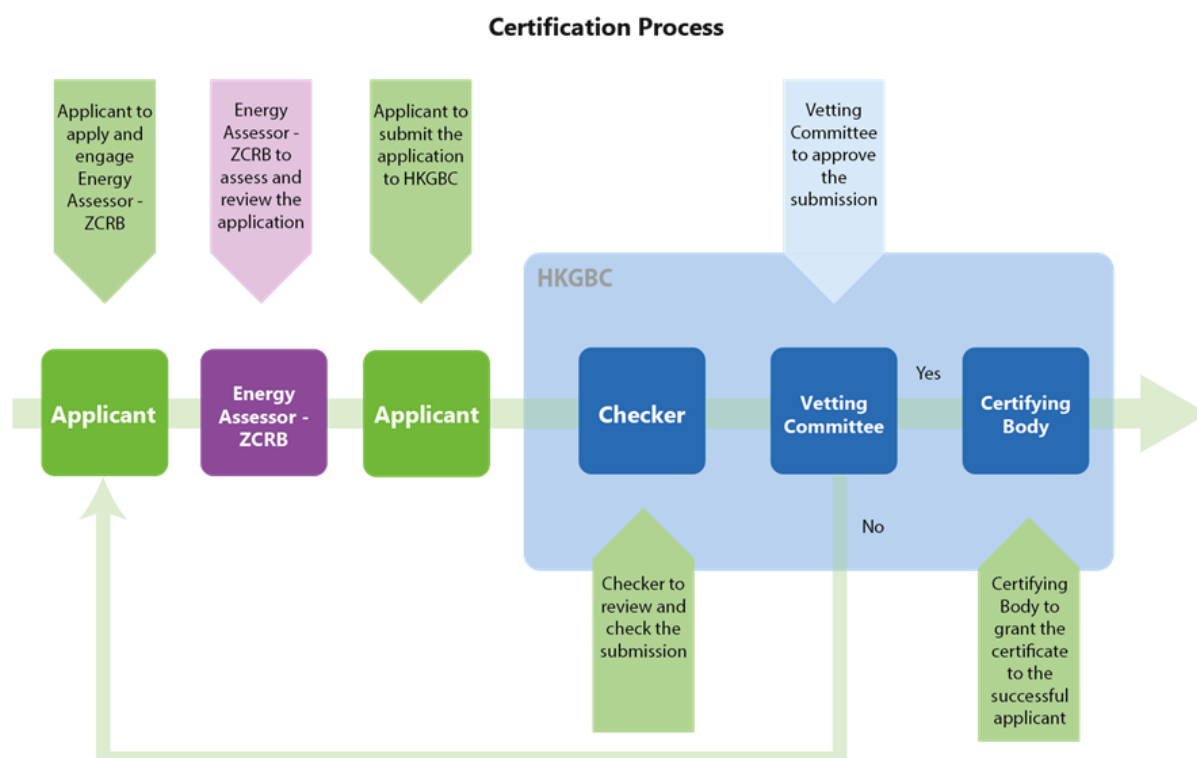 Certification Process
Applicant to
apply and
engage
Energy
Assessor -
ZCRB
Energy
Assessor -
ZCRB to
assess and
review the
application
Applicant to
submit the
application
to HKGBC
Vetting
Committee
to approve
the
submission
HKGBC
Applicant
Energy
Assessor -
ZCRB
Applicant
Checker
Vetting
Committee
Yes
Certifying
Body
No
Checker to
review and
check the
submission
Certifying
Body to
grant the
certificate
to the
successful
applicant